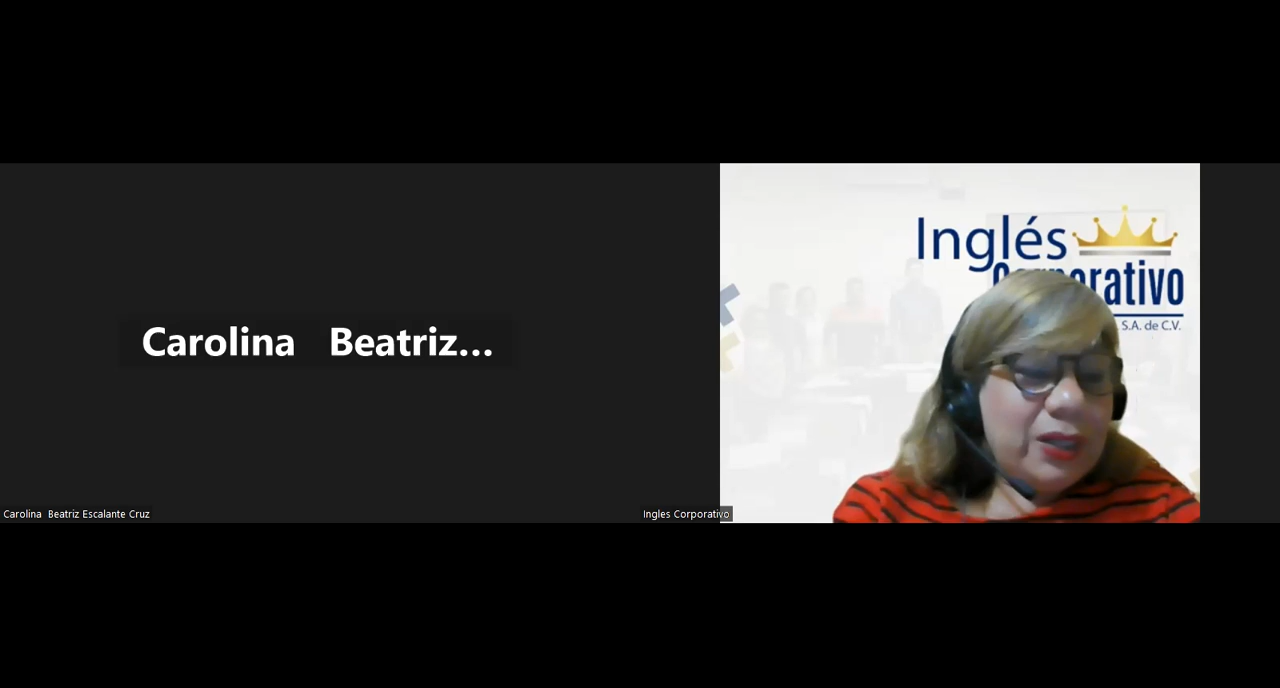 Carolina   Beatriz...
Carolina  Beatriz Escalante Cruz
Inglés
S.A. de C.V.
Ingles Corporativo